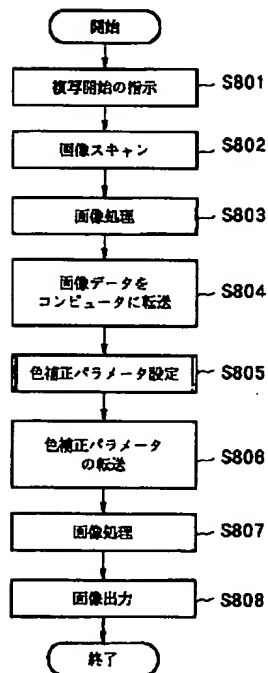 開始
複写開始の指示
S801
画像スキャン
S802
画像処理
S803
画像データを
コンピュータに転送
S804
色補正パラメータ設定
S805
色補正パラメータ
の転送
S806
画像処理
S807
画像出力
S808
終了